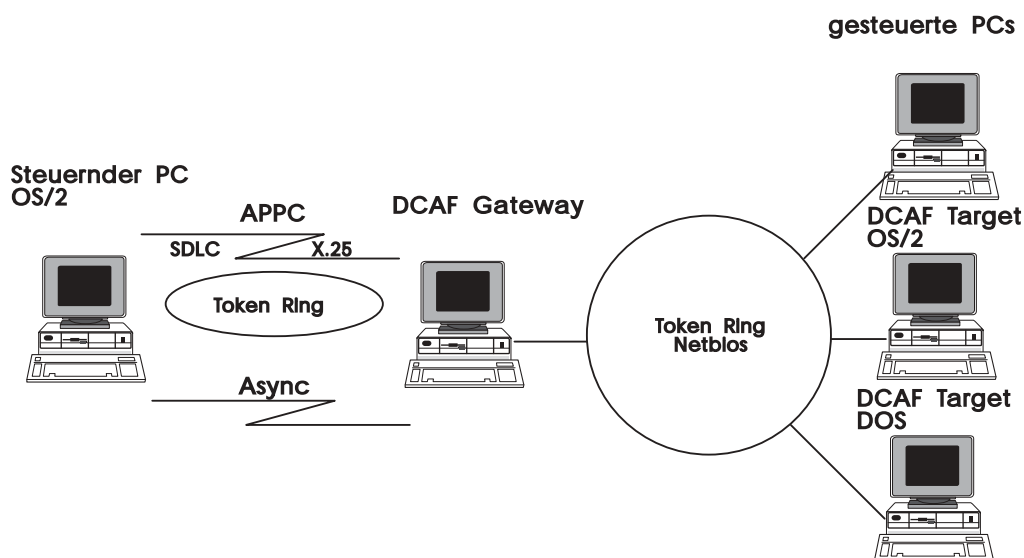 gesteuerte PCs
Steuernder PC
OS/2
APPC
SDLC
X.25
Token Ring
Async
DCAF Gateway
Token Ring
Netbios
DCAF Target
OS/2
DCAF Target
DOS